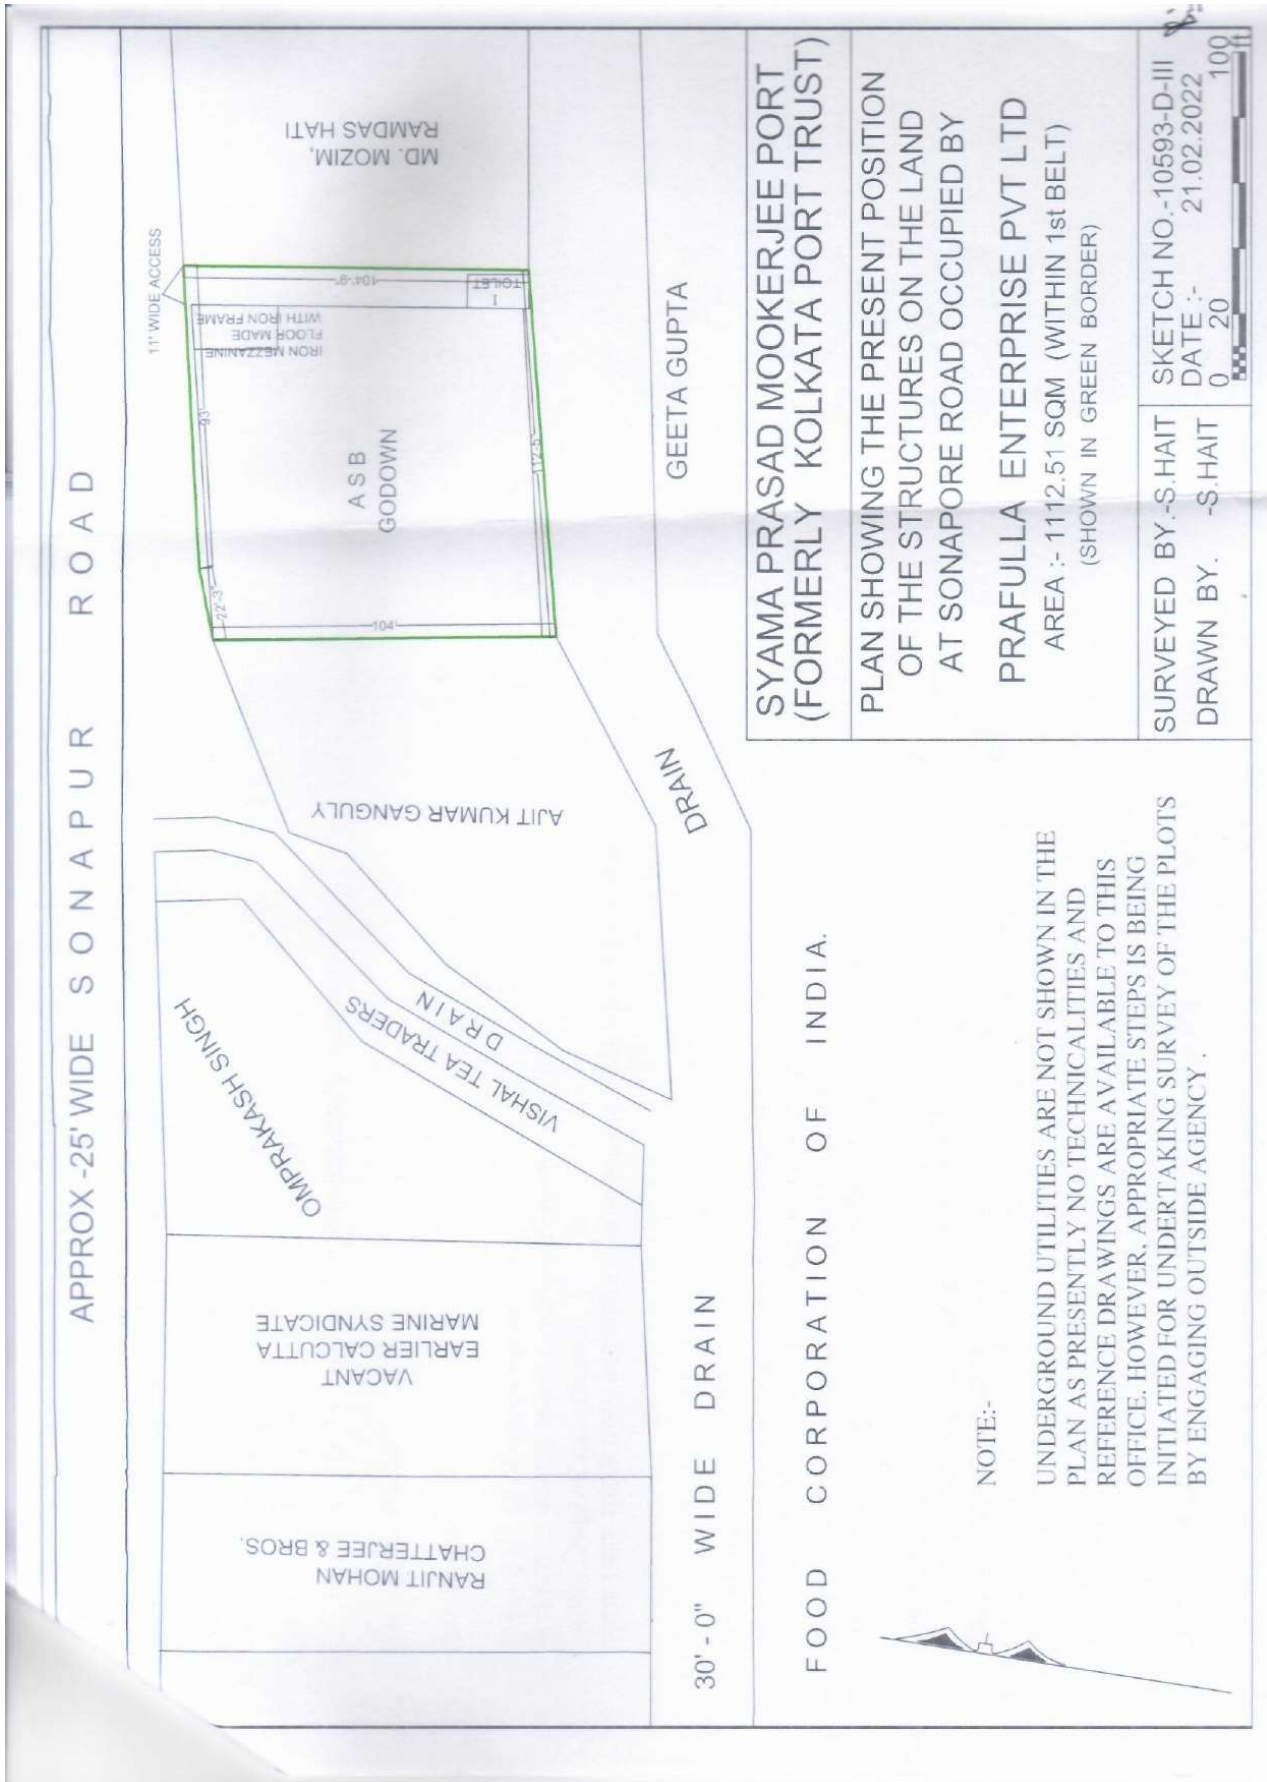 APPROX -25' WIDE SONAPUR ROAD
11' WIDE ACCESS
MD. MOZIM,
RAMDAS HATI
104'-9"
TOILET
I
IRON MEZZANINE
FLOOR MADE
WITH IRON FRAME
93'
22'-3"
A S B
GODOWN
104'
112'-5"
GEETA GUPTA
AJIT KUMAR GANGULY
DRAIN
DRAIN
VISHAL TEA TRADERS
OMPRAKASH SINGH
VACANT
EARLIER CALCUTTA
MARINE SYNDICATE
RANJIT MOHAN
CHATTERJEE & BROS.
30' - 0" WIDE DRAIN
FOOD CORPORATION OF INDIA.
NOTE:-
UNDERGROUND UTILITIES ARE NOT SHOWN IN THE
PLAN AS PRESENTLY NO TECHNICALITIES AND
REFERENCE DRAWINGS ARE AVAILABLE TO THIS
OFFICE. HOWEVER, APPROPRIATE STEPS IS BEING
INITIATED FOR UNDERTAKING SURVEY OF THE PLOTS
BY ENGAGING OUTSIDE AGENCY .
SYAMA PRASAD MOOKERJEE PORT
(FORMERLY KOLKATA PORT TRUST)
PLAN SHOWING THE PRESENT POSITION
OF THE STRUCTURES ON THE LAND
AT SONAPORE ROAD OCCUPIED BY
PRAFULLA ENTERPRISE PVT LTD
AREA :- 1112.51 SQM (WITHIN 1st BELT)
(SHOWN IN GREEN BORDER)
SURVEYED BY.-S.HAIT
DRAWN BY. -S.HAIT
SKETCH NO.-10593-D-III
DATE :- 21.02.2022
0 20 100
ft.